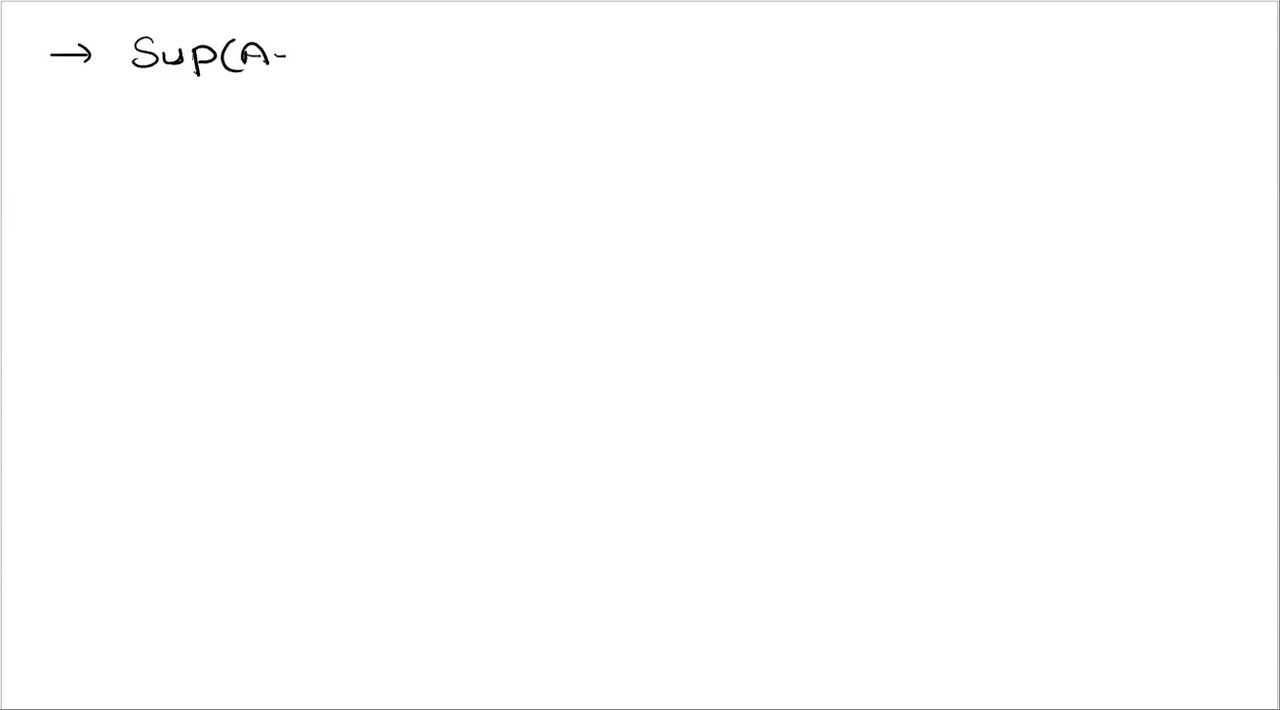 → Sup(A-